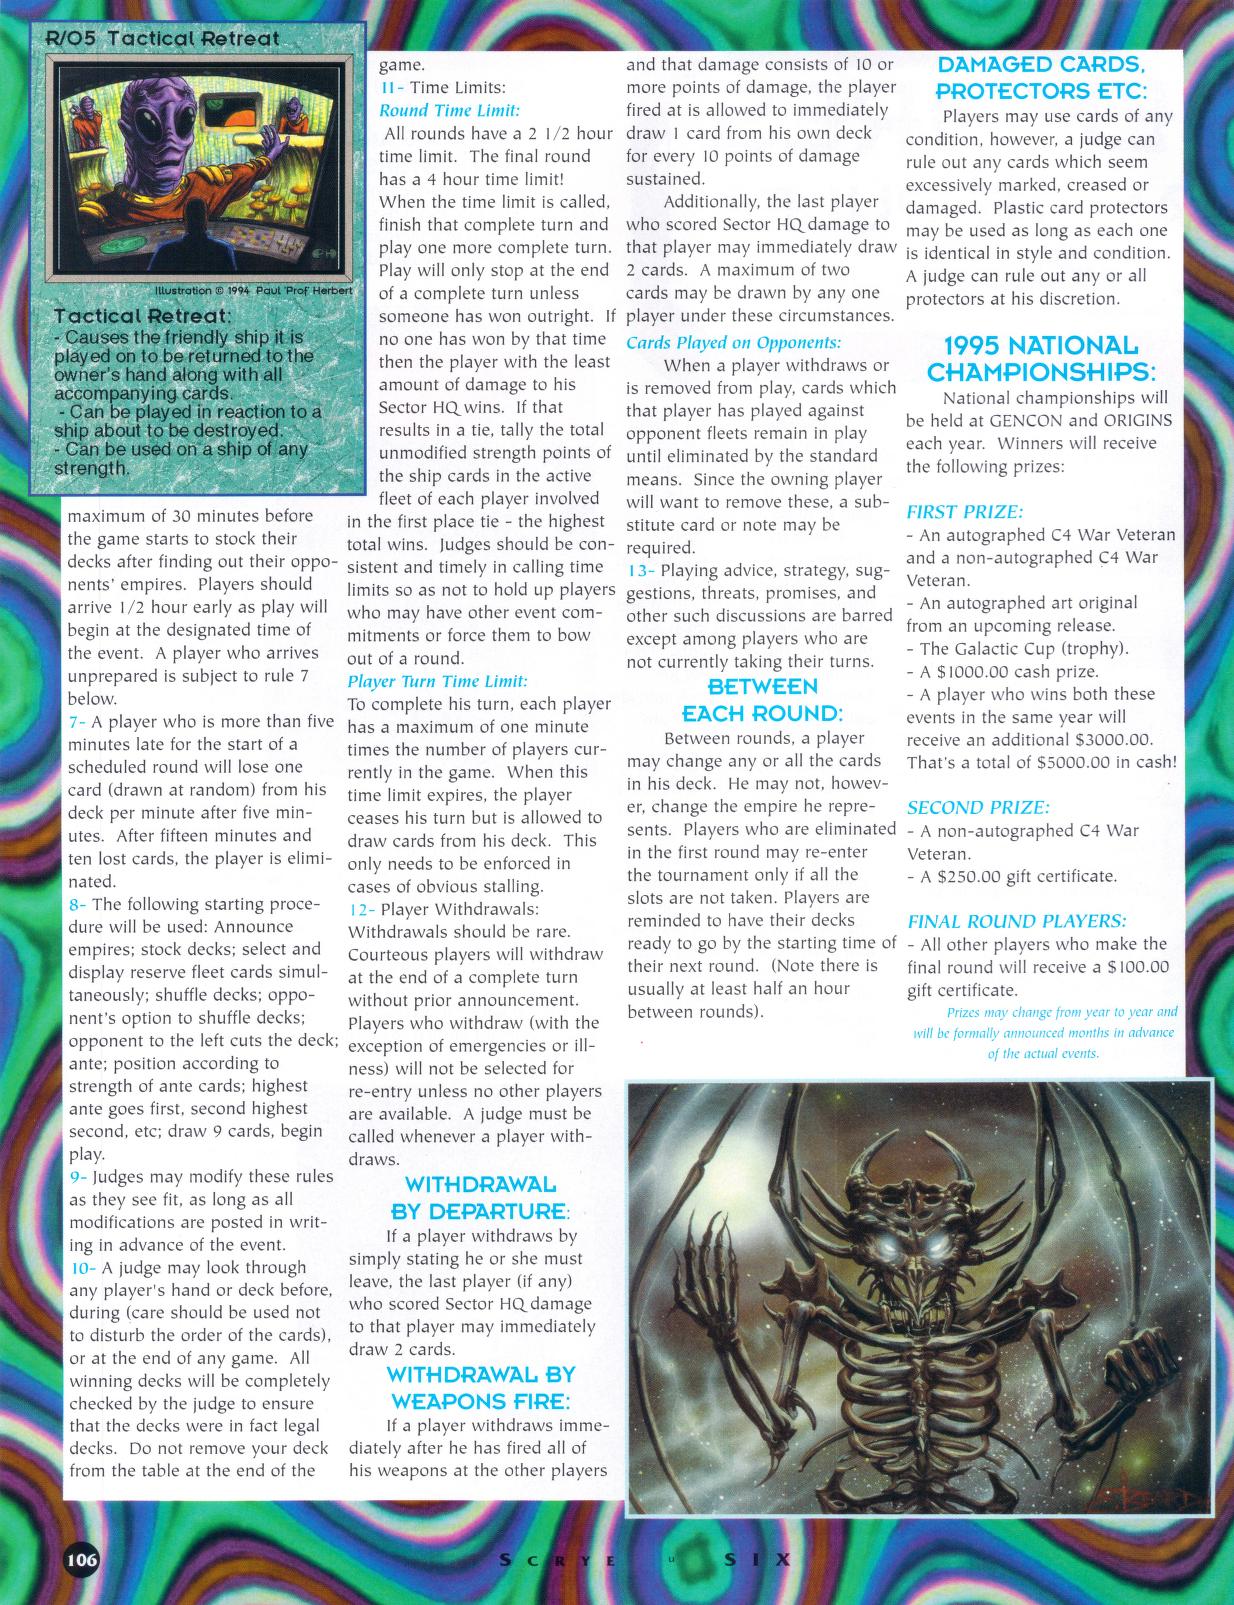 R/05 Tactical Retreat
Illustration © 1994 Paul 'Prof' Herbert
Tactical Retreat:
- Causes the friendly ship it is
played on to be returned to the
owner's hand along with all
accompanying cards.
- Can be played in reaction to a
ship about to be destroyed.
- Can be used on a ship of any
strength.
maximum of 30 minutes before
the game starts to stock their
decks after finding out their oppo-
nents' empires. Players should
arrive 1/2 hour early as play will
begin at the designated time of
the event. A player who arrives
unprepared is subject to rule 7
below.
7- A player who is more than five
minutes late for the start of a
scheduled round will lose one
card (drawn at random) from his
deck per minute after five min-
utes. After fifteen minutes and
ten lost cards, the player is elimi-
nated.
8- The following starting proce-
dure will be used: Announce
empires; stock decks; select and
display reserve fleet cards simul-
taneously; shuffle decks; oppo-
nent's option to shuffle decks;
opponent to the left cuts the deck;
ante; position according to
strength of ante cards; highest
ante goes first, second highest
second, etc; draw 9 cards, begin
play.
9- Judges may modify these rules
as they see fit, as long as all
modifications are posted in writ-
ing in advance of the event.
10- A judge may look through
any player's hand or deck before,
during (care should be used not
to disturb the order of the cards),
or at the end of any game. All
winning decks will be completely
checked by the judge to ensure
that the decks were in fact legal
decks. Do not remove your deck
from the table at the end of the
game.
11- Time Limits:
Round Time Limit:
All rounds have a 2 1/2 hour
time limit. The final round
has a 4 hour time limit!
When the time limit is called,
finish that complete turn and
play one more complete turn.
Play will only stop at the end
of a complete turn unless
someone has won outright. If
no one has won by that time
then the player with the least
amount of damage to his
Sector HQ wins. If that
results in a tie, tally the total
unmodified strength points of
the ship cards in the active
fleet of each player involved
in the first place tie - the highest
total wins. Judges should be con-
sistent and timely in calling time
limits so as not to hold up players
who may have other event com-
mitments or force them to bow
out of a round.
Player Turn Time Limit:
To complete his turn, each player
has a maximum of one minute
times the number of players cur-
rently in the game. When this
time limit expires, the player
ceases his turn but is allowed to
draw cards from his deck. This
only needs to be enforced in
cases of obvious stalling.
12- Player Withdrawals:
Withdrawals should be rare.
Courteous players will withdraw
at the end of a complete turn
without prior announcement.
Players who withdraw (with the
exception of emergencies or ill-
ness) will not be selected for
re-entry unless no other players
are available. A judge must be
called whenever a player with-
draws.
WITHDRAWAL
BY DEPARTURE:
If a player withdraws by
simply stating he or she must
leave, the last player (if any)
who scored Sector HQ damage
to that player may immediately
draw 2 cards.
WITHDRAWAL BY
WEAPONS FIRE:
If a player withdraws imme-
diately after he has fired all of
his weapons at the other players
and that damage consists of 10 or
more points of damage, the player
fired at is allowed to immediately
draw 1 card from his own deck
for every 10 points of damage
sustained.
Additionally, the last player
who scored Sector HQ damage to
that player may immediately draw
2 cards. A maximum of two
cards may be drawn by any one
player under these circumstances.
Cards Played on Opponents:
When a player withdraws or
is removed from play, cards which
that player has played against
opponent fleets remain in play
until eliminated by the standard
means. Since the owning player
will want to remove these, a sub-
stitute card or note may be
required.
13- Playing advice, strategy, sug-
gestions, threats, promises, and
other such discussions are barred
except among players who are
not currently taking their turns.
BETWEEN
EACH ROUND:
Between rounds, a player
may change any or all the cards
in his deck. He may not, howev-
er, change the empire he repre-
sents. Players who are eliminated
in the first round may re-enter
the tournament only if all the
slots are not taken. Players are
reminded to have their decks
ready to go by the starting time of
their next round. (Note there is
usually at least half an hour
between rounds).
DAMAGED CARDS,
PROTECTORS ETC:
Players may use cards of any
condition, however, a judge can
rule out any cards which seem
excessively marked, creased or
damaged. Plastic card protectors
may be used as long as each one
is identical in style and condition.
A judge can rule out any or all
protectors at his discretion.
1995 NATIONAL
CHAMPIONSHIPS:
National championships will
be held at GENCON and ORIGINS
each year. Winners will receive
the following prizes:
FIRST PRIZE:
- An autographed C4 War Veteran
and a non-autographed C4 War
Veteran.
- An autographed art original
from an upcoming release.
- The Galactic Cup (trophy).
- A $1000.00 cash prize.
- A player who wins both these
events in the same year will
receive an additional $3000.00.
That's a total of $5000.00 in cash!
SECOND PRIZE:
- A non-autographed C4 War
Veteran.
- A $250.00 gift certificate.
FINAL ROUND PLAYERS:
- All other players who make the
final round will receive a $100.00
gift certificate.
Prizes may change from year to year and
will be formally announced months in advance
of the actual events.
106
SCRYE u SIX